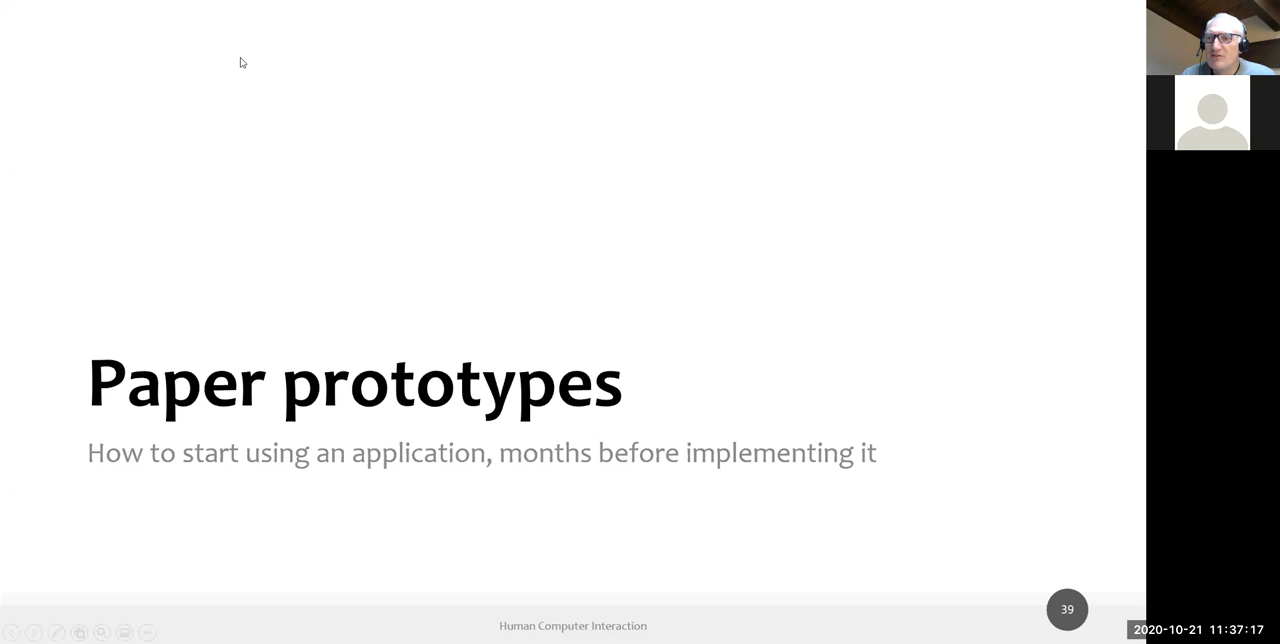 Paper prototypes
How to start using an application, months before implementing it
Human Computer Interaction
39
2020-10-21 11:37:17